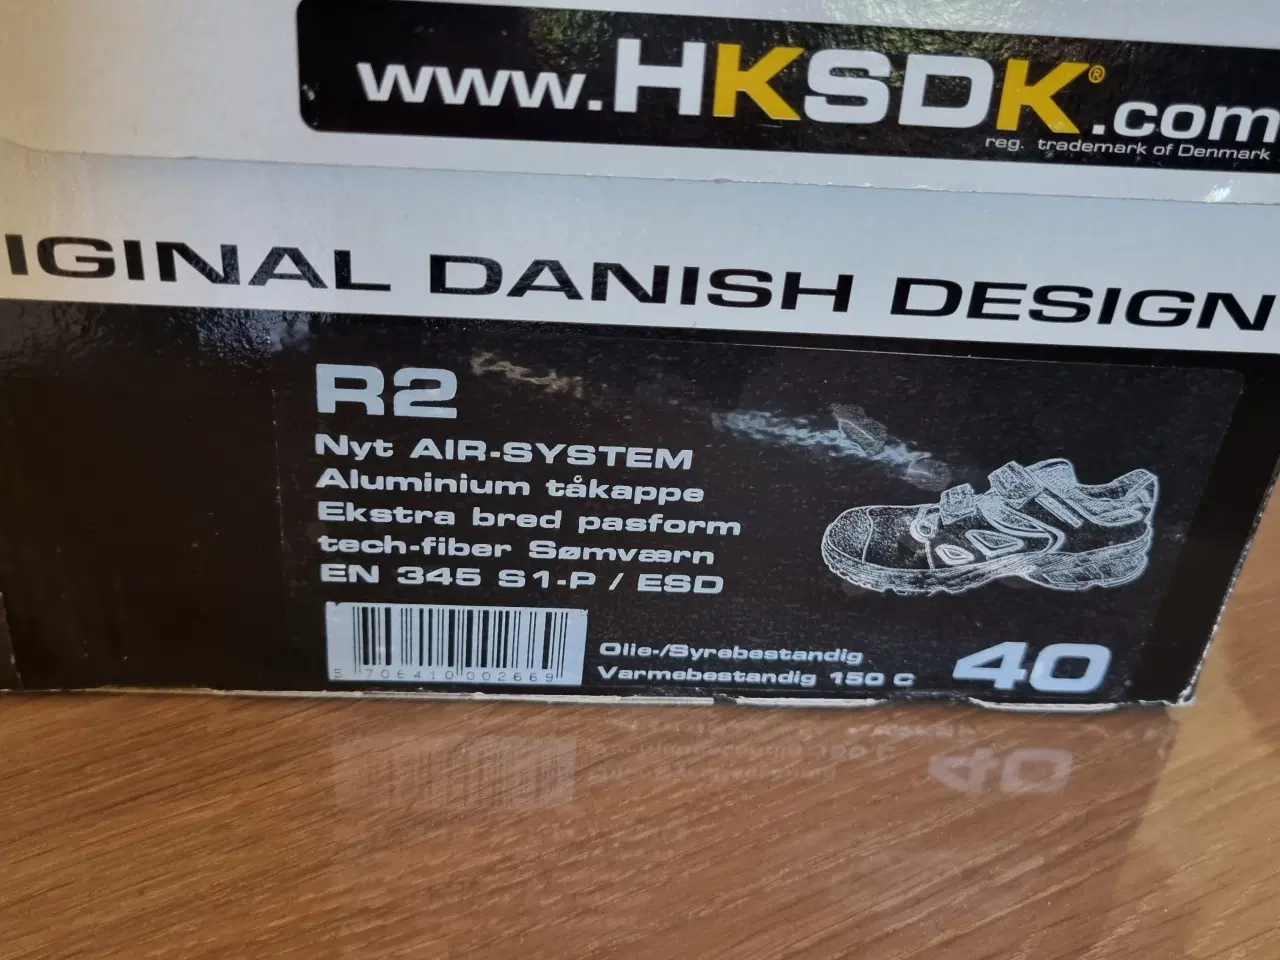 www.HKSDK®.com
reg. trademark of Denmark
IGINAL DANISH DESIGN
R2
Nyt AIR-SYSTEM
Aluminium tåkappe
Ekstra bred pasform
tech-fiber Sømværn
EN 345 S1-P / ESD
Olie-/Syrebestandig
Varmebestandig 150 C
40
5 706410 002669